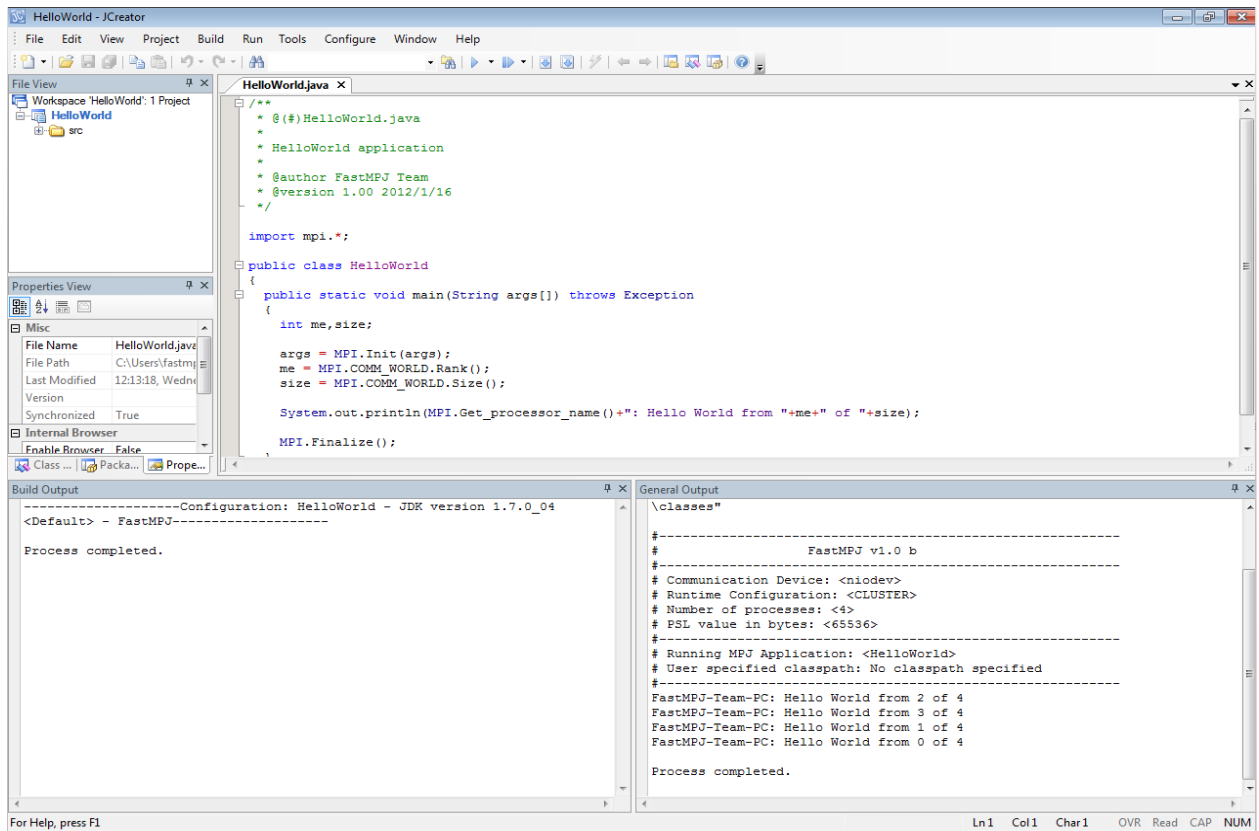 HelloWorld - JCreator
File Edit View Project Build Run Tools Configure Window Help
File View
Workspace 'HelloWorld': 1 Project
HelloWorld
src
Properties View
Misc
File Name HelloWorld.java
File Path C:\Users\fastmp
Last Modified 12:13:18, Wedne
Version
Synchronized True
Internal Browser
Enable Browser False
Class ... Packa... Prope...
HelloWorld.java
/**
* @(#)HelloWorld.java
*
* HelloWorld application
*
* @author FastMPJ Team
* @version 1.00 2012/1/16
*/
import mpi.*;
public class HelloWorld
{
public static void main(String args[]) throws Exception
{
int me,size;
args = MPI.Init(args);
me = MPI.COMM_WORLD.Rank();
size = MPI.COMM_WORLD.Size();
System.out.println(MPI.Get_processor_name()+": Hello World from "+me+" of "+size);
MPI.Finalize();
}
Build Output
--------------------Configuration: HelloWorld - JDK version 1.7.0_04
<Default> - FastMPJ--------------------
Process completed.
General Output
\classes"
#-----------------------------------------------------------
# FastMPJ v1.0 b
#-----------------------------------------------------------
# Communication Device: <niodev>
# Runtime Configuration: <CLUSTER>
# Number of processes: <4>
# PSL value in bytes: <65536>
#-----------------------------------------------------------
# Running MPJ Application: <HelloWorld>
# User specified classpath: No classpath specified
#-----------------------------------------------------------
FastMPJ-Team-PC: Hello World from 2 of 4
FastMPJ-Team-PC: Hello World from 3 of 4
FastMPJ-Team-PC: Hello World from 1 of 4
FastMPJ-Team-PC: Hello World from 0 of 4
Process completed.
For Help, press F1
Ln 1 Col 1 Char 1 OVR Read CAP NUM